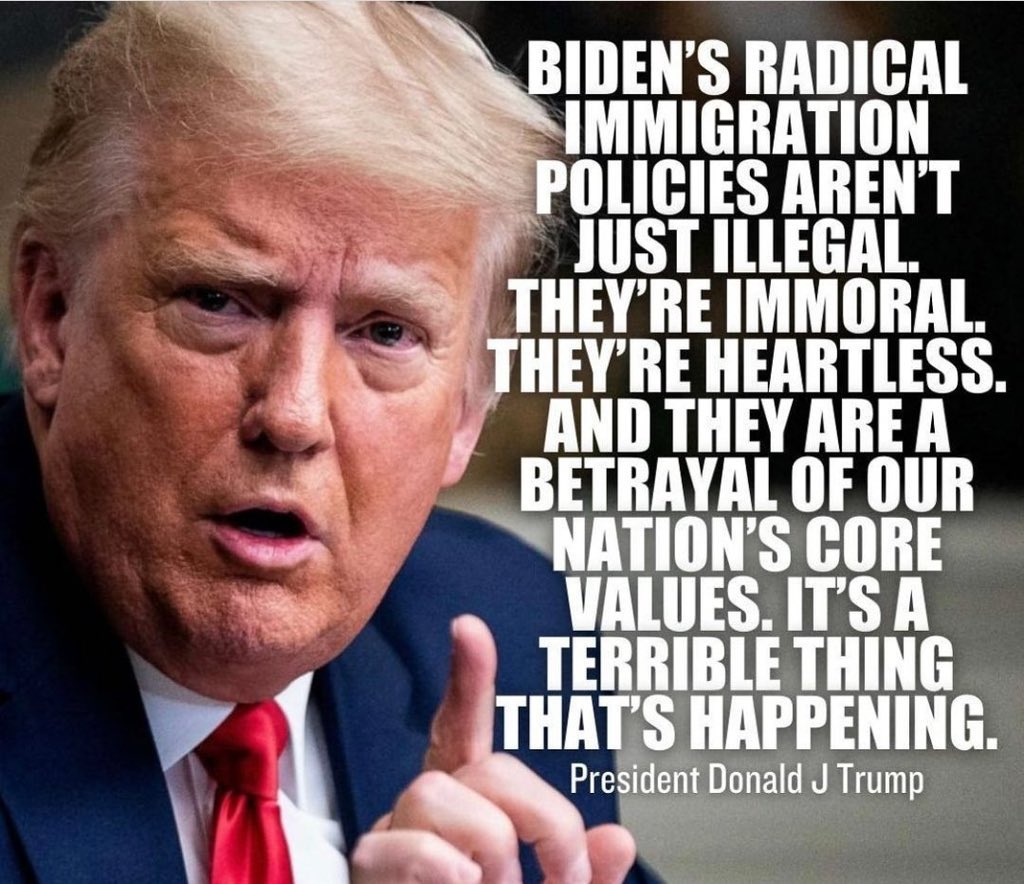 BIDEN'S RADICAL
IMMIGRATION
POLICIES AREN'T
JUST ILLEGAL.
THEY'RE IMMORAL.
THEY'RE HEARTLESS.
AND THEY ARE A
BETRAYAL OF OUR
NATION'S CORE
VALUES. IT'S A
TERRIBLE THING
THAT'S HAPPENING.
President Donald J Trump